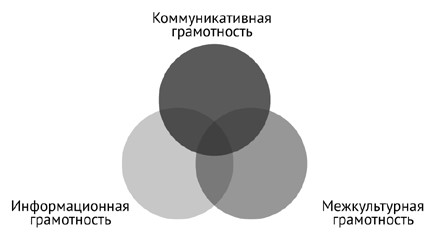 Коммуникативная
грамотность
Информационная
грамотность
Межкультурная
грамотность